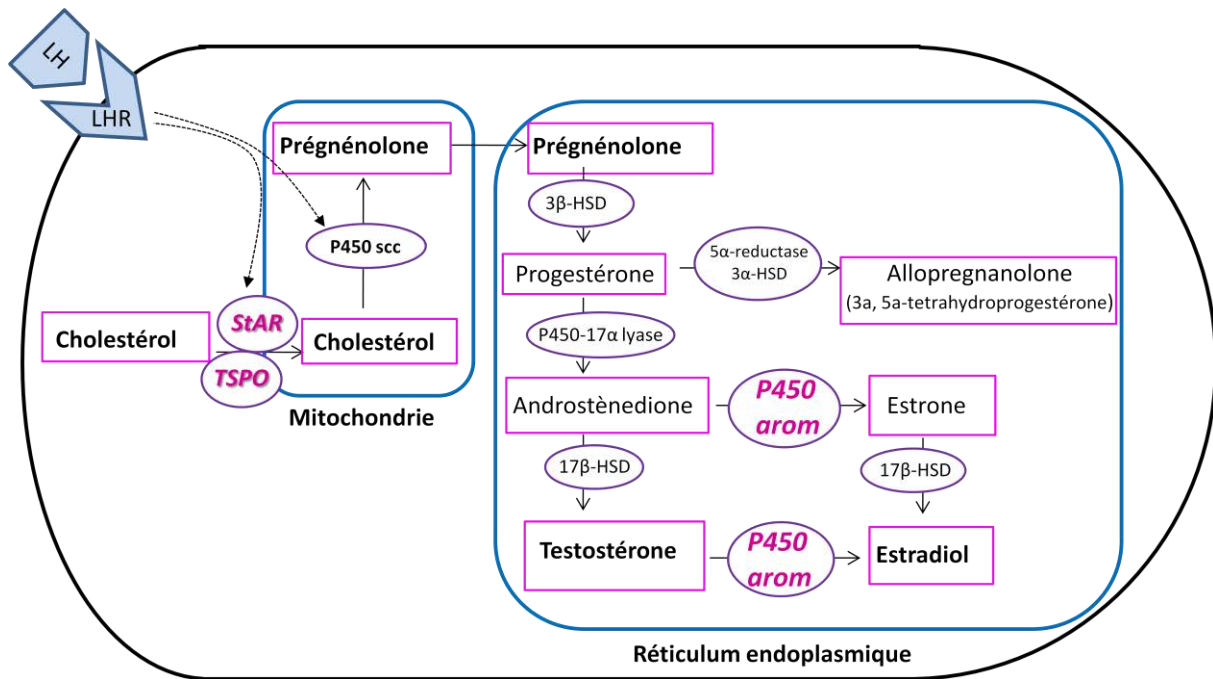 LH
LHR
Prégnénolone
Prégnénolone
3β-HSD
P450 scc
5α-reductase
3α-HSD
Progestérone
Allopregnanolone
(3a, 5a-tetrahydroprogestérone)
StAR
Cholestérol
Cholestérol
TSPO
P450-17α lyase
Mitochondrie
Androstènedione
P450
arom
Estrone
17β-HSD
17β-HSD
Testostérone
P450
arom
Estradiol
Réticulum endoplasmique